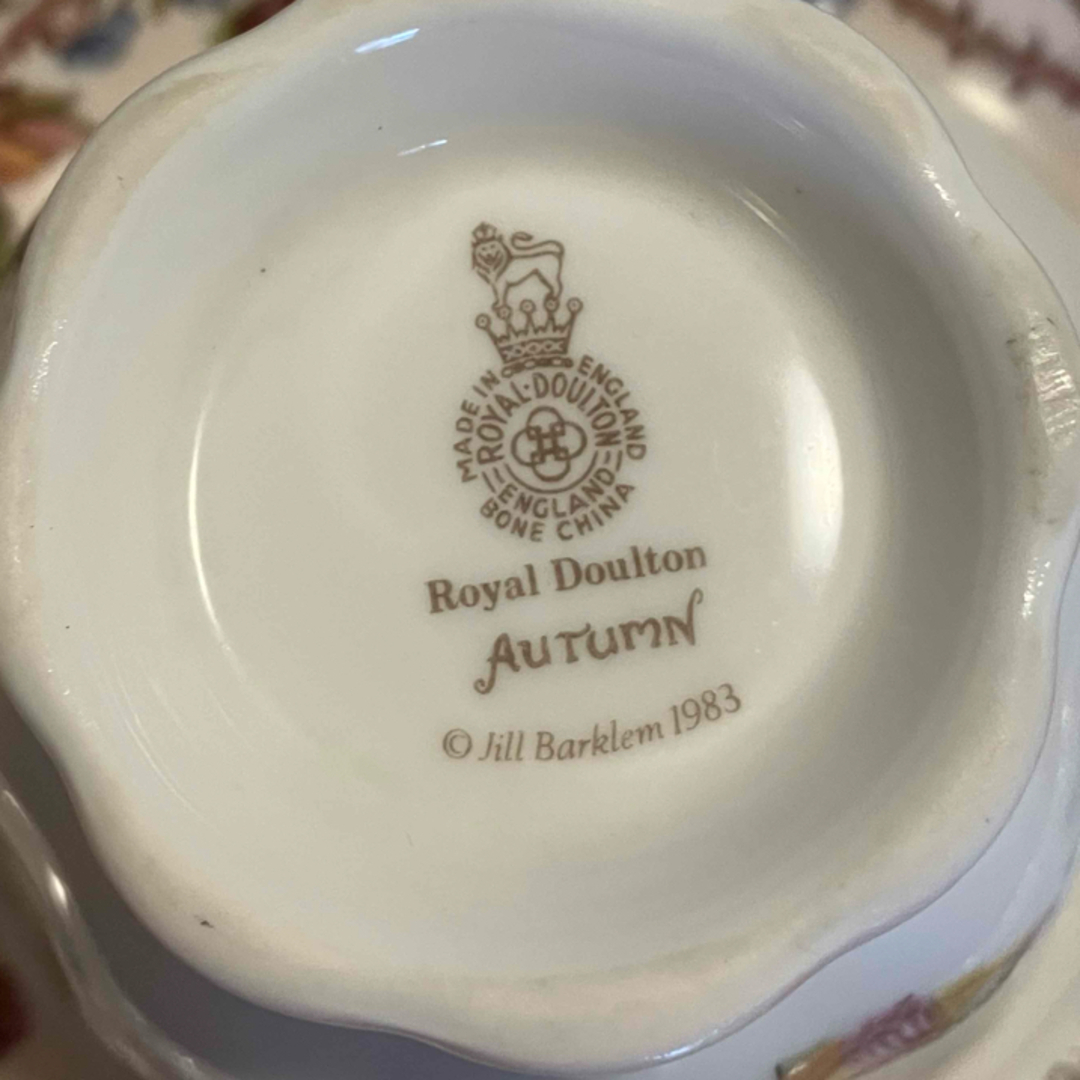 MADE IN ENGLAND
ROYAL·DOULTON
ENGLAND
BONE CHINA
Royal Doulton
AUTUMN
© Jill Barklem 1983